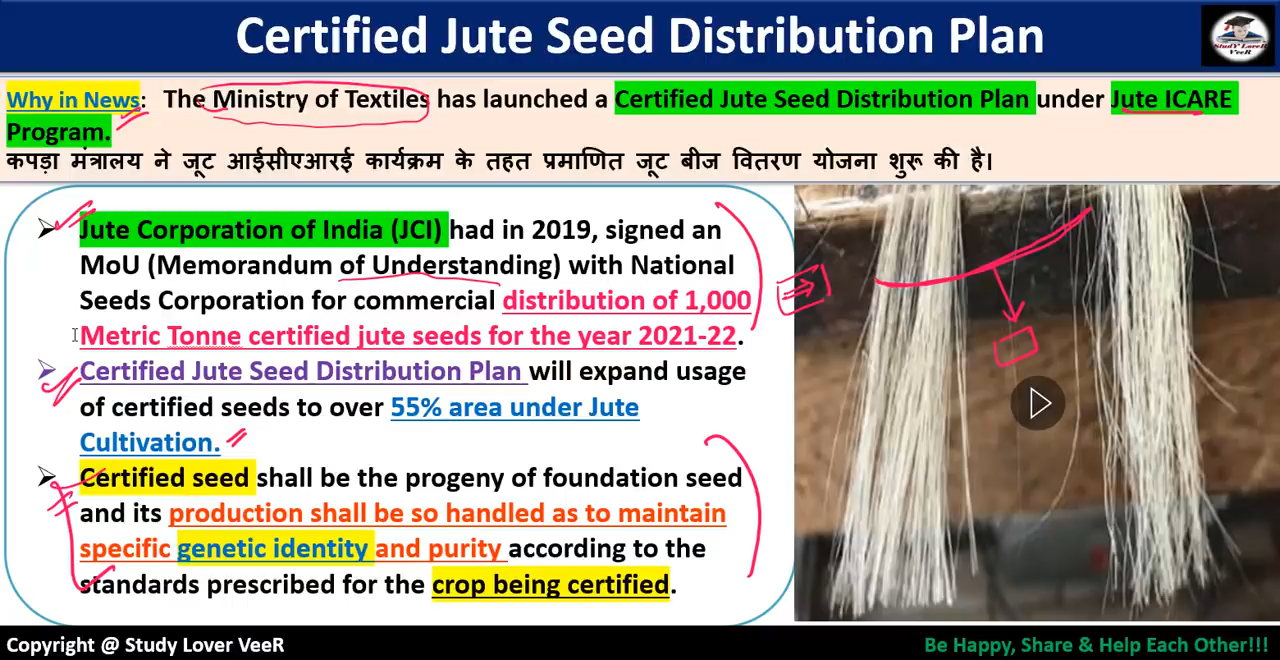 Certified Jute Seed Distribution Plan
StudY LoveR
VeeR
Why in News: The Ministry of Textiles has launched a Certified Jute Seed Distribution Plan under Jute ICARE
Program.
कपड़ा मंत्रालय ने जूट आईसीएआरई कार्यक्रम के तहत प्रमाणित जूट बीज वितरण योजना शुरू की है।
Jute Corporation of India (JCI) had in 2019, signed an
MoU (Memorandum of Understanding) with National
Seeds Corporation for commercial distribution of 1,000
Metric Tonne certified jute seeds for the year 2021-22.
Certified Jute Seed Distribution Plan will expand usage
of certified seeds to over 55% area under Jute
Cultivation.
Certified seed shall be the progeny of foundation seed
and its production shall be so handled as to maintain
specific genetic identity and purity according to the
standards prescribed for the crop being certified.
Copyright @ Study Lover VeeR
Be Happy, Share & Help Each Other!!!